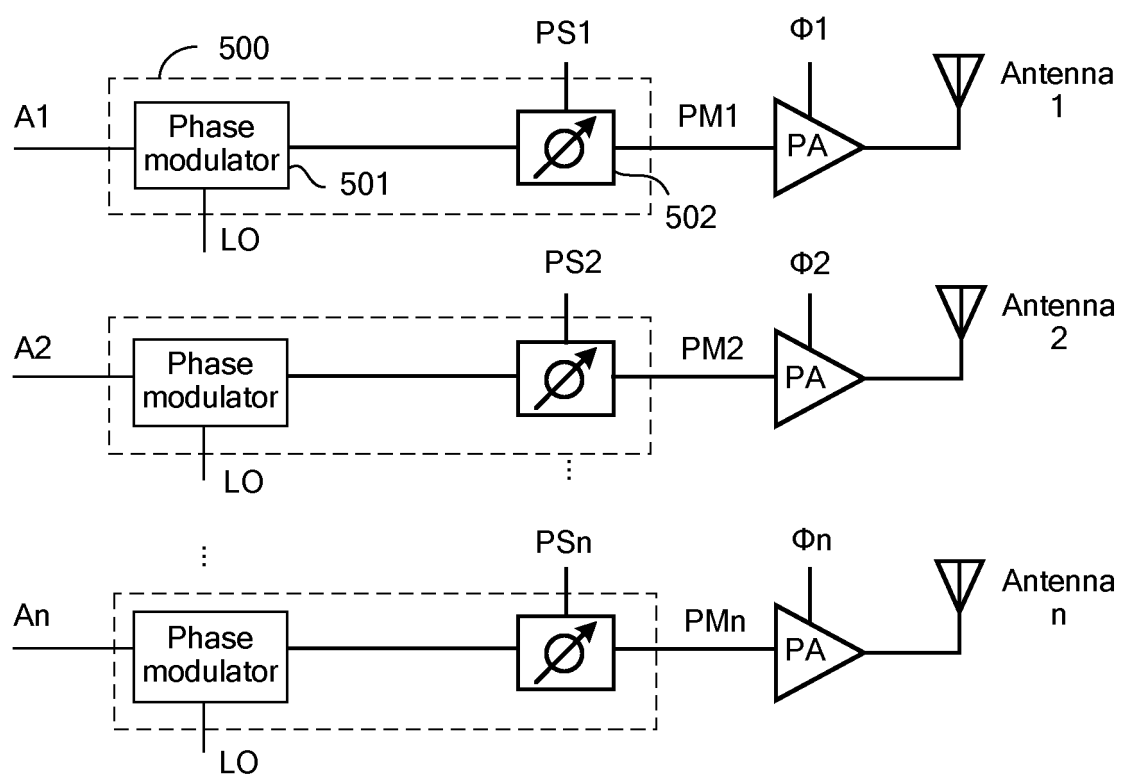 500
PS1
Φ1
Antenna
1
A1
Phase
modulator
PM1
PA
501
502
LO
PS2
Φ2
Antenna
2
A2
Phase
modulator
PM2
PA
LO
...
...
PSn
Φn
Antenna
n
An
Phase
modulator
PMn
PA
LO